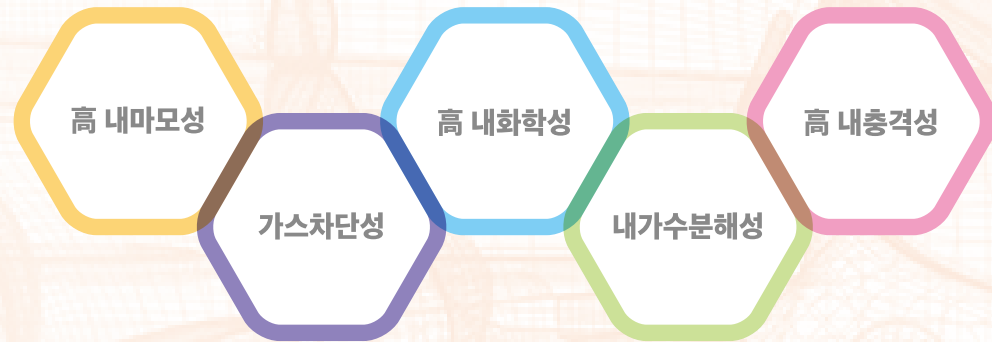 高 내마모성
가스차단성
高 내화학성
내가수분해성
高 내충격성